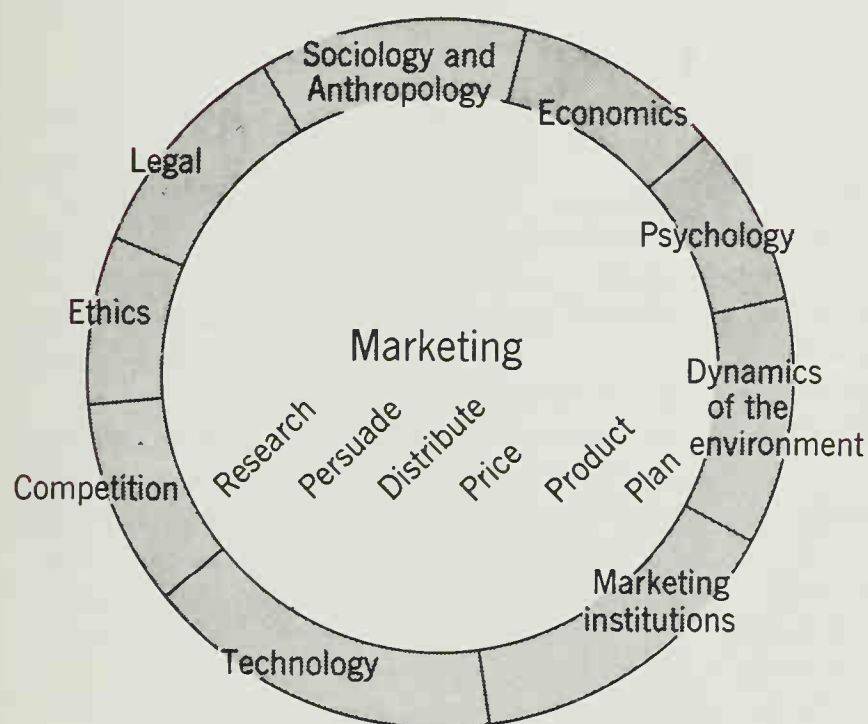 Sociology and
Anthropology
Economics
Legal
Psychology
Ethics
Marketing
Dynamics
of the
environment
Research
Persuade
Distribute
Price
Product
Plan
Competition
Marketing
institutions
Technology